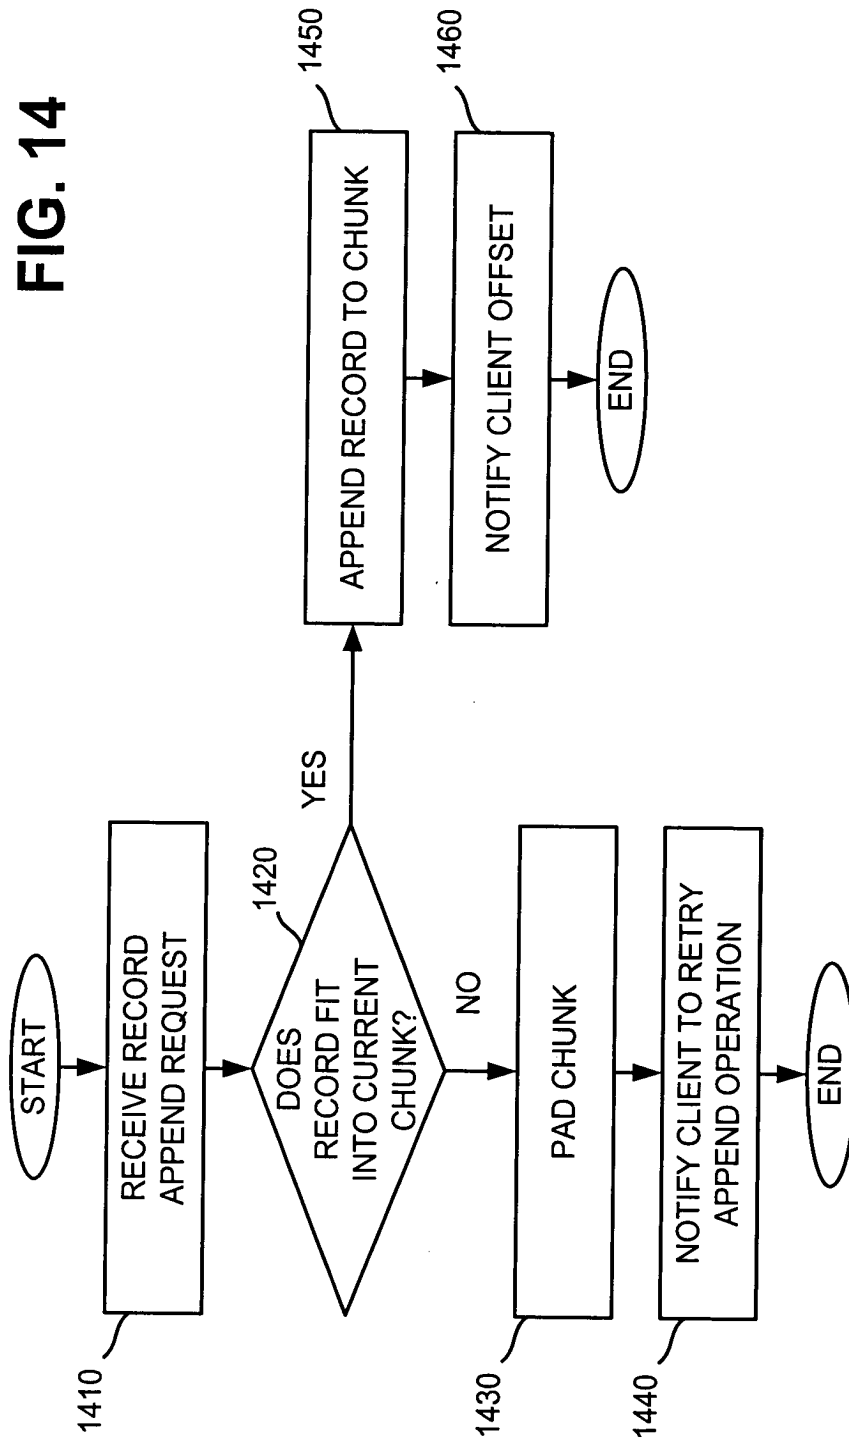 FIG. 14
START
RECEIVE RECORD
APPEND REQUEST
1410
DOES
RECORD FIT
INTO CURRENT
CHUNK?
1420
YES
NO
PAD CHUNK
1430
NOTIFY CLIENT TO RETRY
APPEND OPERATION
1440
END
APPEND RECORD TO CHUNK
1450
NOTIFY CLIENT OFFSET
1460
END